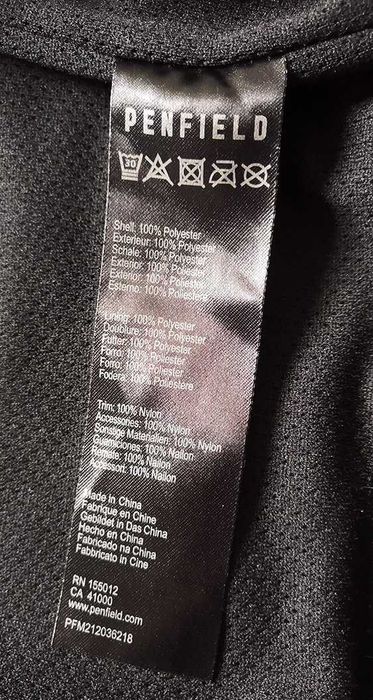 PENFIELD
30
Shell: 100% Polyester
Exterieur: 100% Polyester
Schale: 100% Polyester
Exterior: 100% Polyester
Exterior: 100% Poliester
Esterno: 100% Poliestere
Lining: 100% Polyester
Doublure: 100% Polyester
Futter: 100% Polyester
Forro: 100% Poliester
Forro: 100% Poliester
Fodera: 100% Poliestere
Trim: 100% Nylon
Accessories: 100% Nylon
Sonstige Materialien: 100% Nylon
Guarniciones: 100% Nailon
Remate: 100% Nailon
Accessori: 100% Nailon
Made in China
Fabrique en Chine
Gebildet in Das China
Hecho en China
Fabricado na China
Fabbricato in Cine
RN 155012
CA 41000
www.penfield.com
PFM212036218